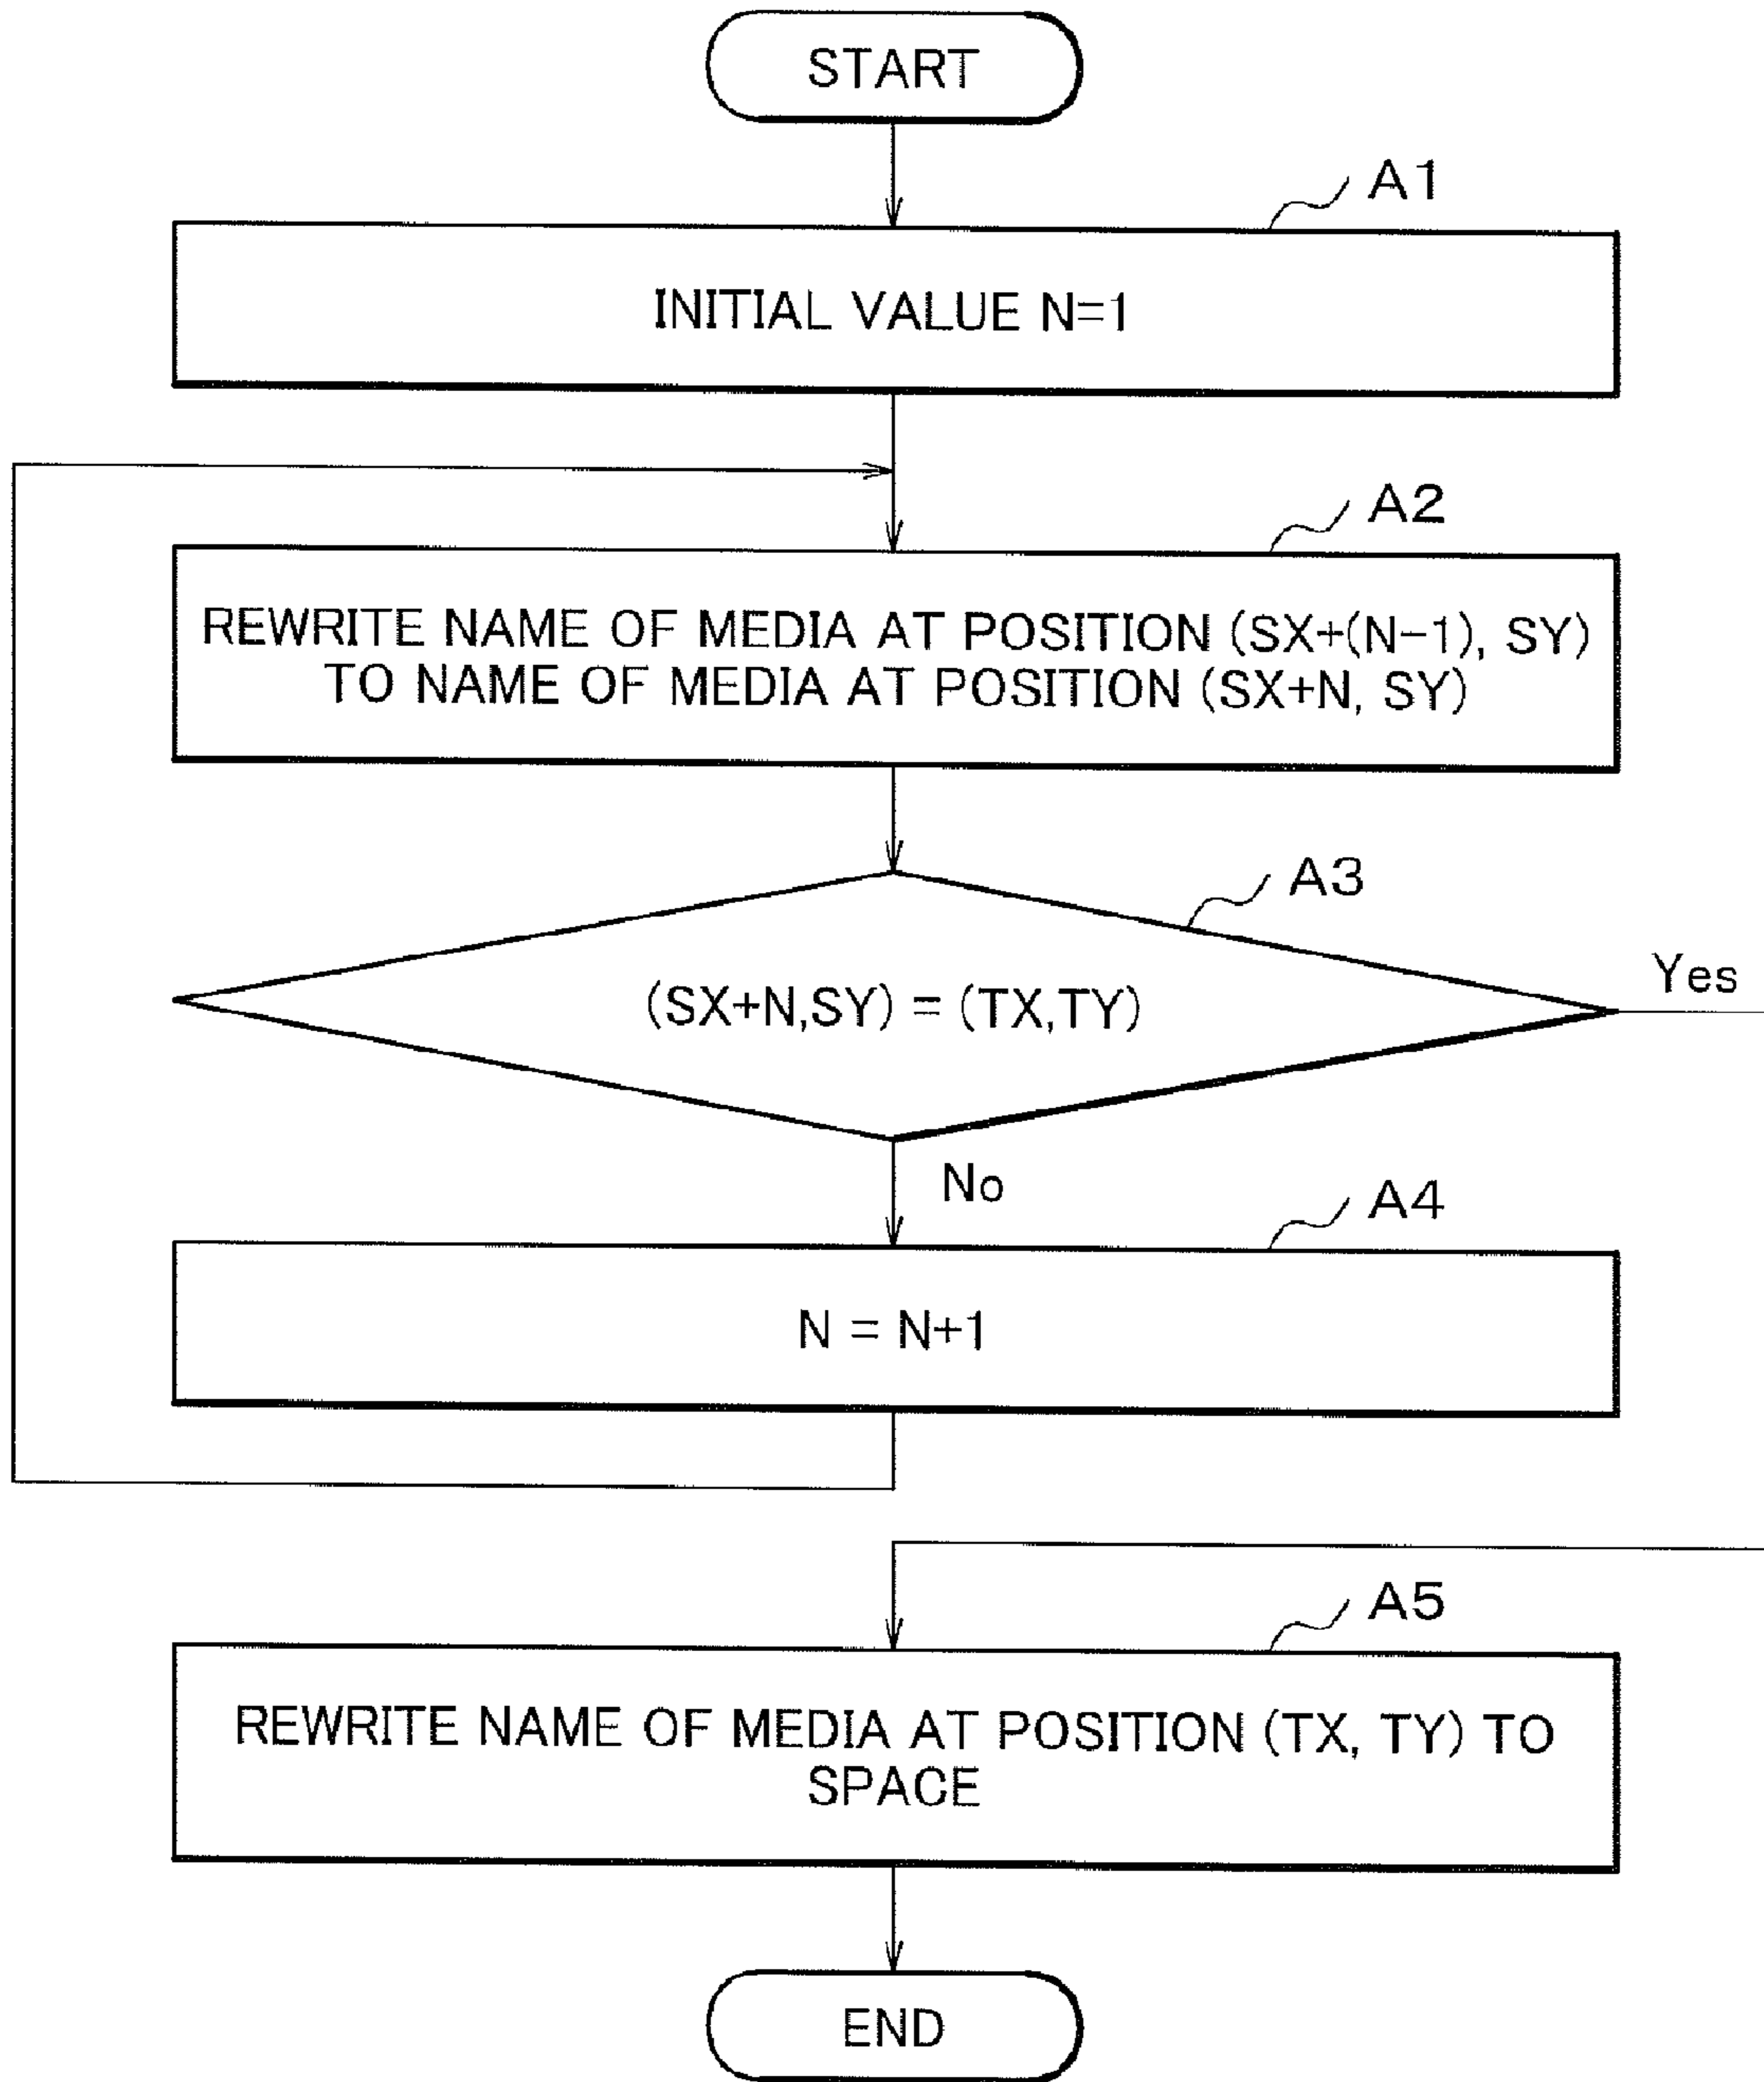 START
A1
INITIAL VALUE N=1
A2
REWRITE NAME OF MEDIA AT POSITION (SX+(N-1), SY)
TO NAME OF MEDIA AT POSITION (SX+N, SY)
A3
(SX+N,SY) = (TX,TY)
Yes
No
A4
N = N+1
A5
REWRITE NAME OF MEDIA AT POSITION (TX, TY) TO
SPACE
END